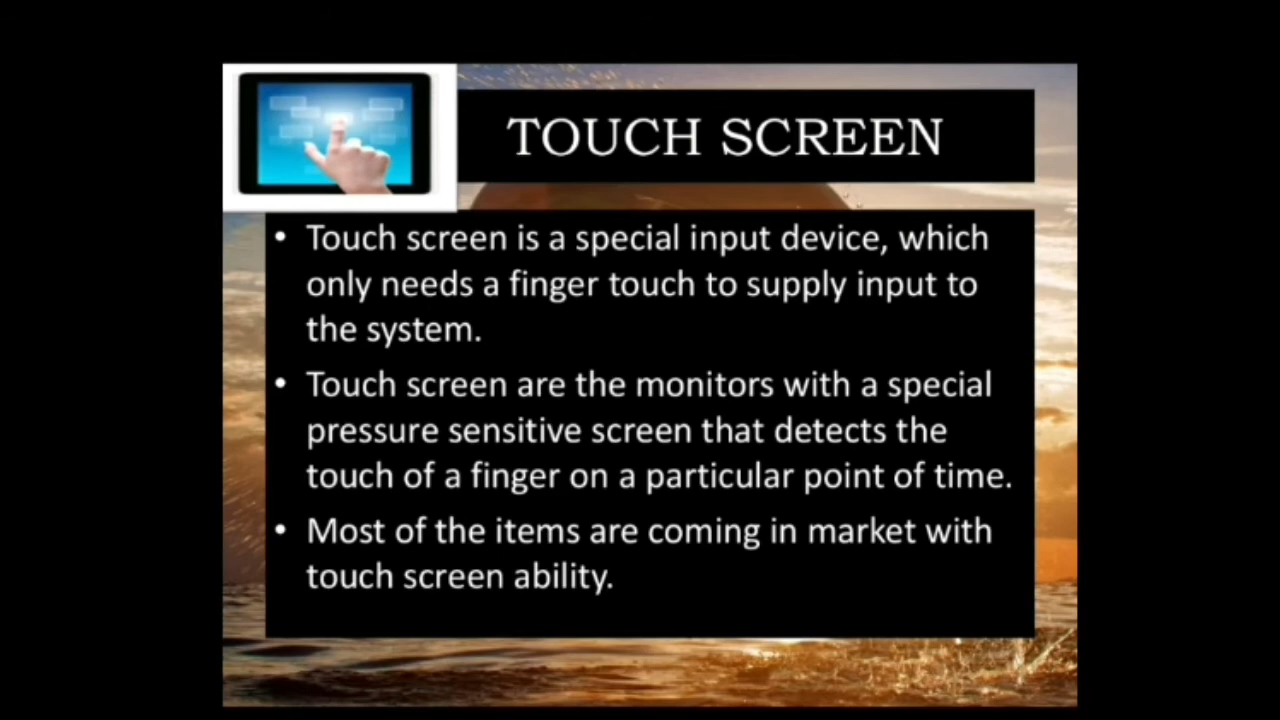 TOUCH SCREEN
• Touch screen is a special input device, which
only needs a finger touch to supply input to
the system.
• Touch screen are the monitors with a special
pressure sensitive screen that detects the
touch of a finger on a particular point of time.
• Most of the items are coming in market with
touch screen ability.